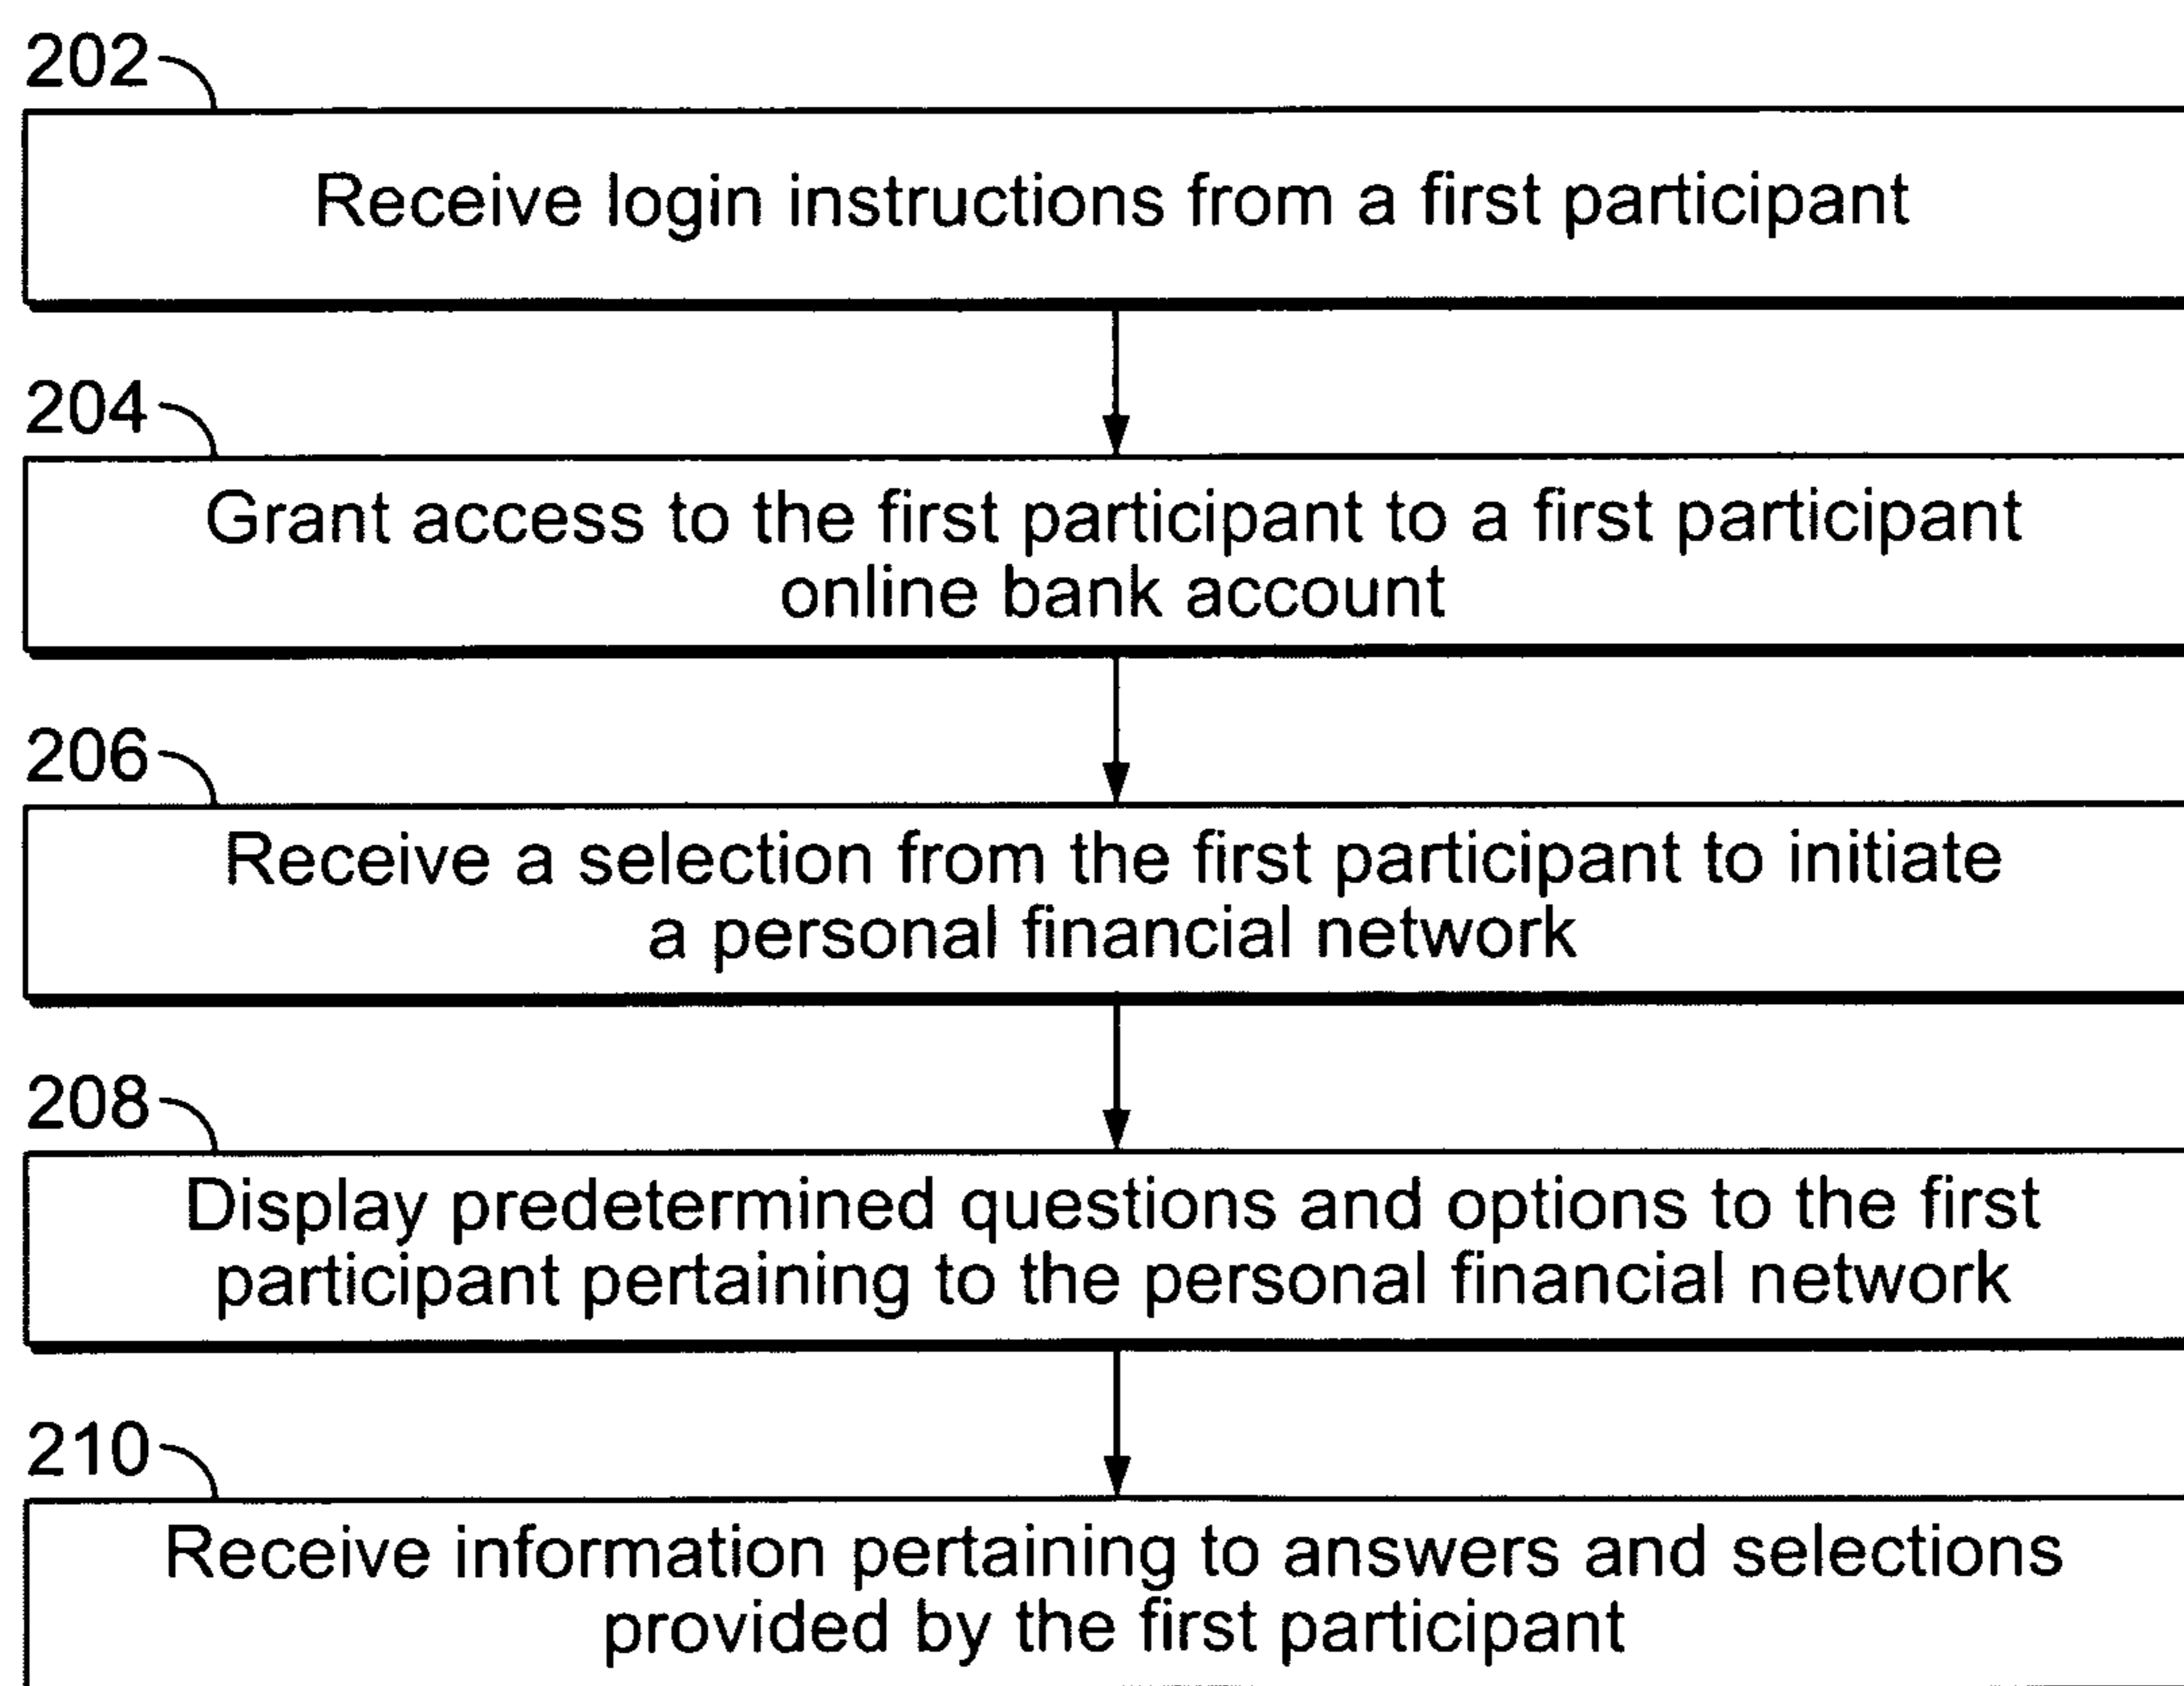 202
Receive login instructions from a first participant
204
Grant access to the first participant to a first participant
online bank account
206
Receive a selection from the first participant to initiate
a personal financial network
208
Display predetermined questions and options to the first
participant pertaining to the personal financial network
210
Receive information pertaining to answers and selections
provided by the first participant